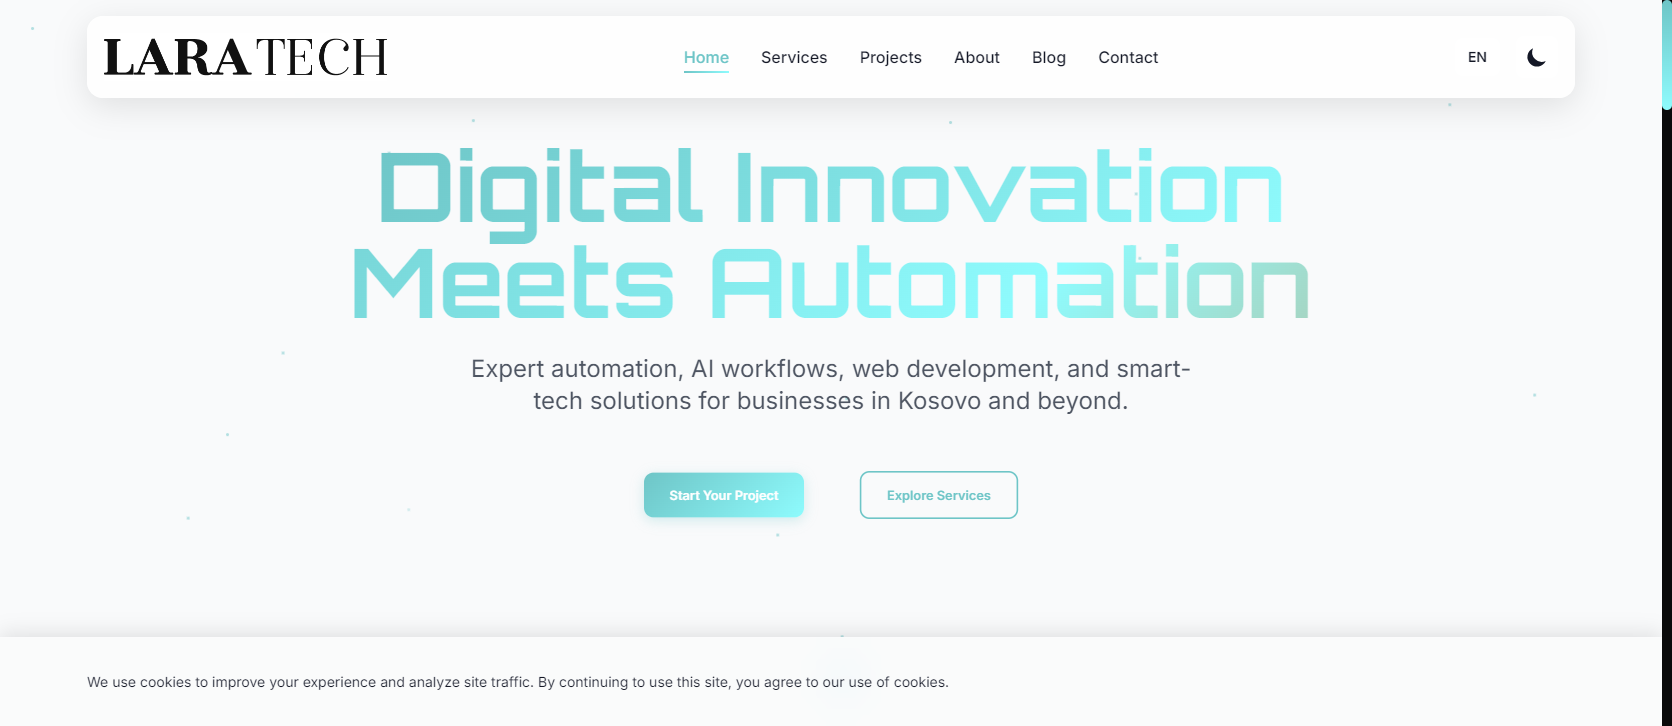 LARATECH
Home Services Projects About Blog Contact
EN
Digital Innovation
Meets Automation
Expert automation, AI workflows, web development, and smart-
tech solutions for businesses in Kosovo and beyond.
Start Your Project Explore Services
We use cookies to improve your experience and analyze site traffic. By continuing to use this site, you agree to our use of cookies.